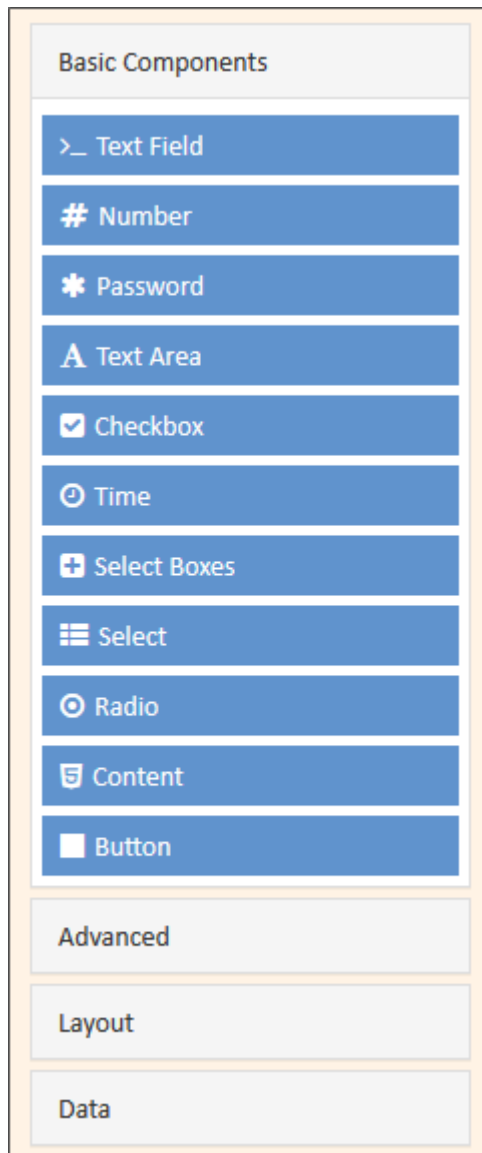 Basic Components
Text Field
Number
Password
Text Area
Checkbox
Time
Select Boxes
Select
Radio
Content
Button
Advanced
Layout
Data